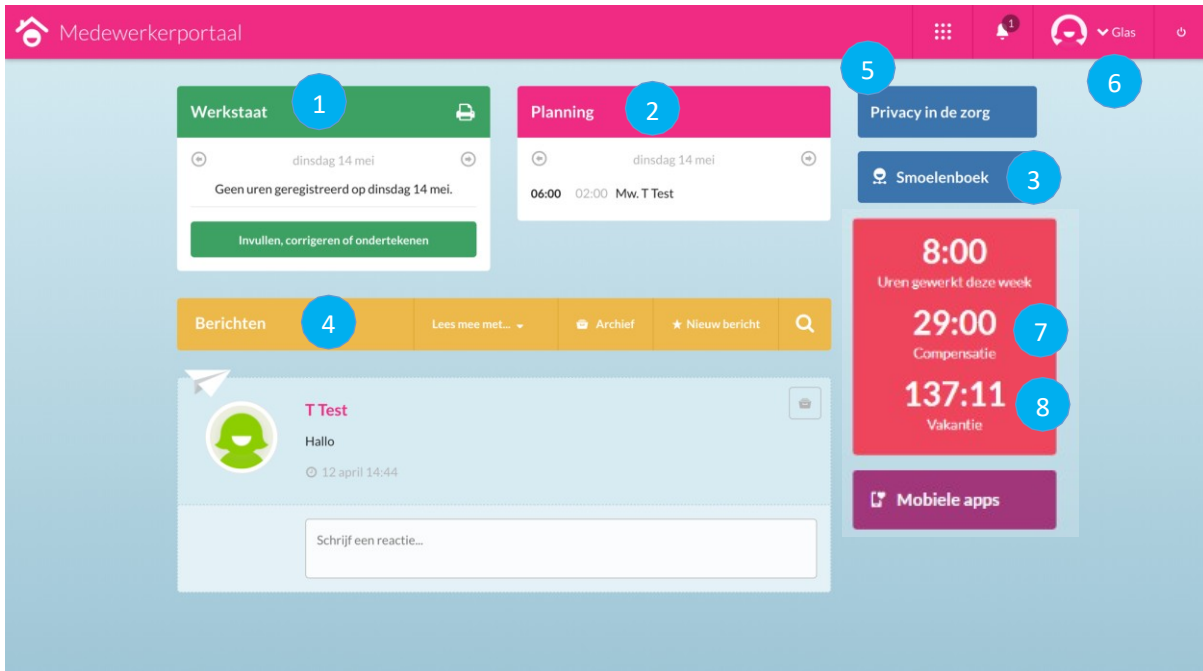 Medewerkerportaal
1
Glas
5
6
Werkstaat
1
dinsdag 14 mei
Geen uren geregistreerd op dinsdag 14 mei.
Invullen, corrigeren of ondertekenen
Planning
2
dinsdag 14 mei
06:00 02:00 Mw. T Test
Privacy in de zorg
Smoelenboek
3
8:00
Uren gewerkt deze week
29:00
7
Compensatie
137:11
8
Vakantie
Mobiele apps
Berichten
4
Lees mee met...
Archief
Nieuw bericht
T Test
Hallo
12 april 14:44
Schrijf een reactie...